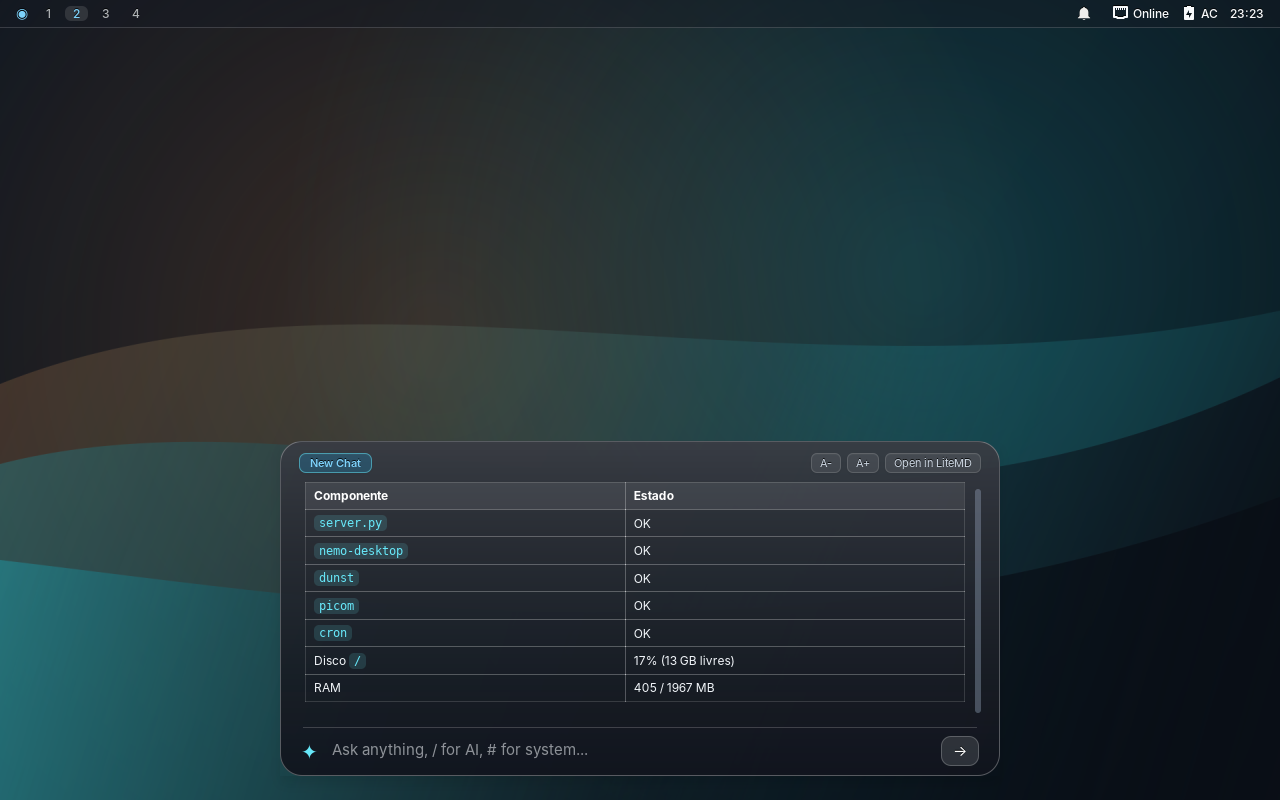 1 2 3 4 Online AC 23:23
New Chat A- A+ Open in LiteMD
Componente Estado
server.py OK
nemo-desktop OK
dunst OK
picom OK
cron OK
Disco / 17% (13 GB livres)
RAM 405 / 1967 MB
Ask anything, / for AI, # for system...